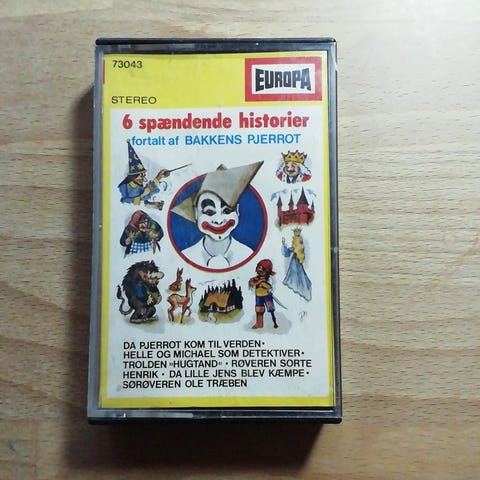 73043
EUROPA
STEREO
6 spændende historier
fortalt af BAKKENS PJERROT
DA PJERROT KOM TIL VERDEN •
HELLE OG MICHAEL SOM DETEKTIVER •
TROLDEN »HUGTAND« • RØVEREN SORTE
HENRIK • DA LILLE JENS BLEV KÆMPE •
SØRØVEREN OLE TRÆBEN